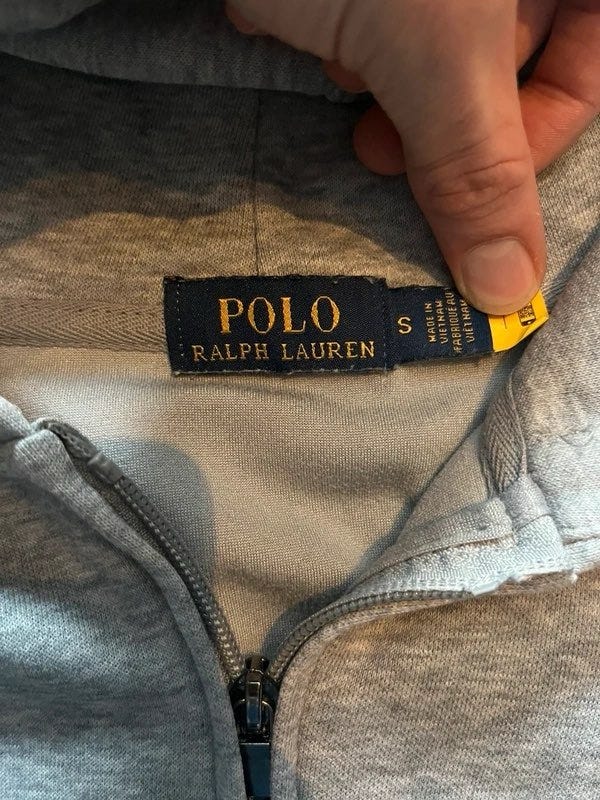 POLO
RALPH LAUREN
S
MADE IN
VIETNAM
FABRIQUÉ AU
VIETNAM